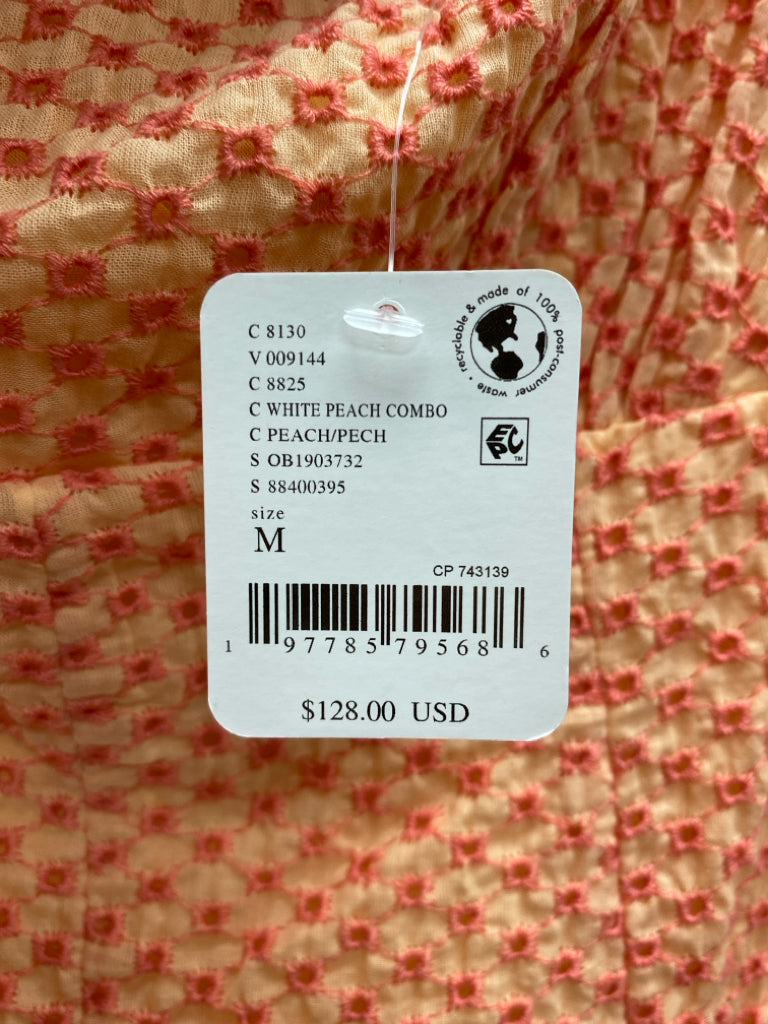 recyclable & made of 100% post-consumer waste •
C 8130
V 009144
C 8825
C WHITE PEACH COMBO
C PEACH/PECH
S OB1903732
S 88400395
EPC
TM
size
M
CP 743139
1 97785 79568 6
$128.00 USD